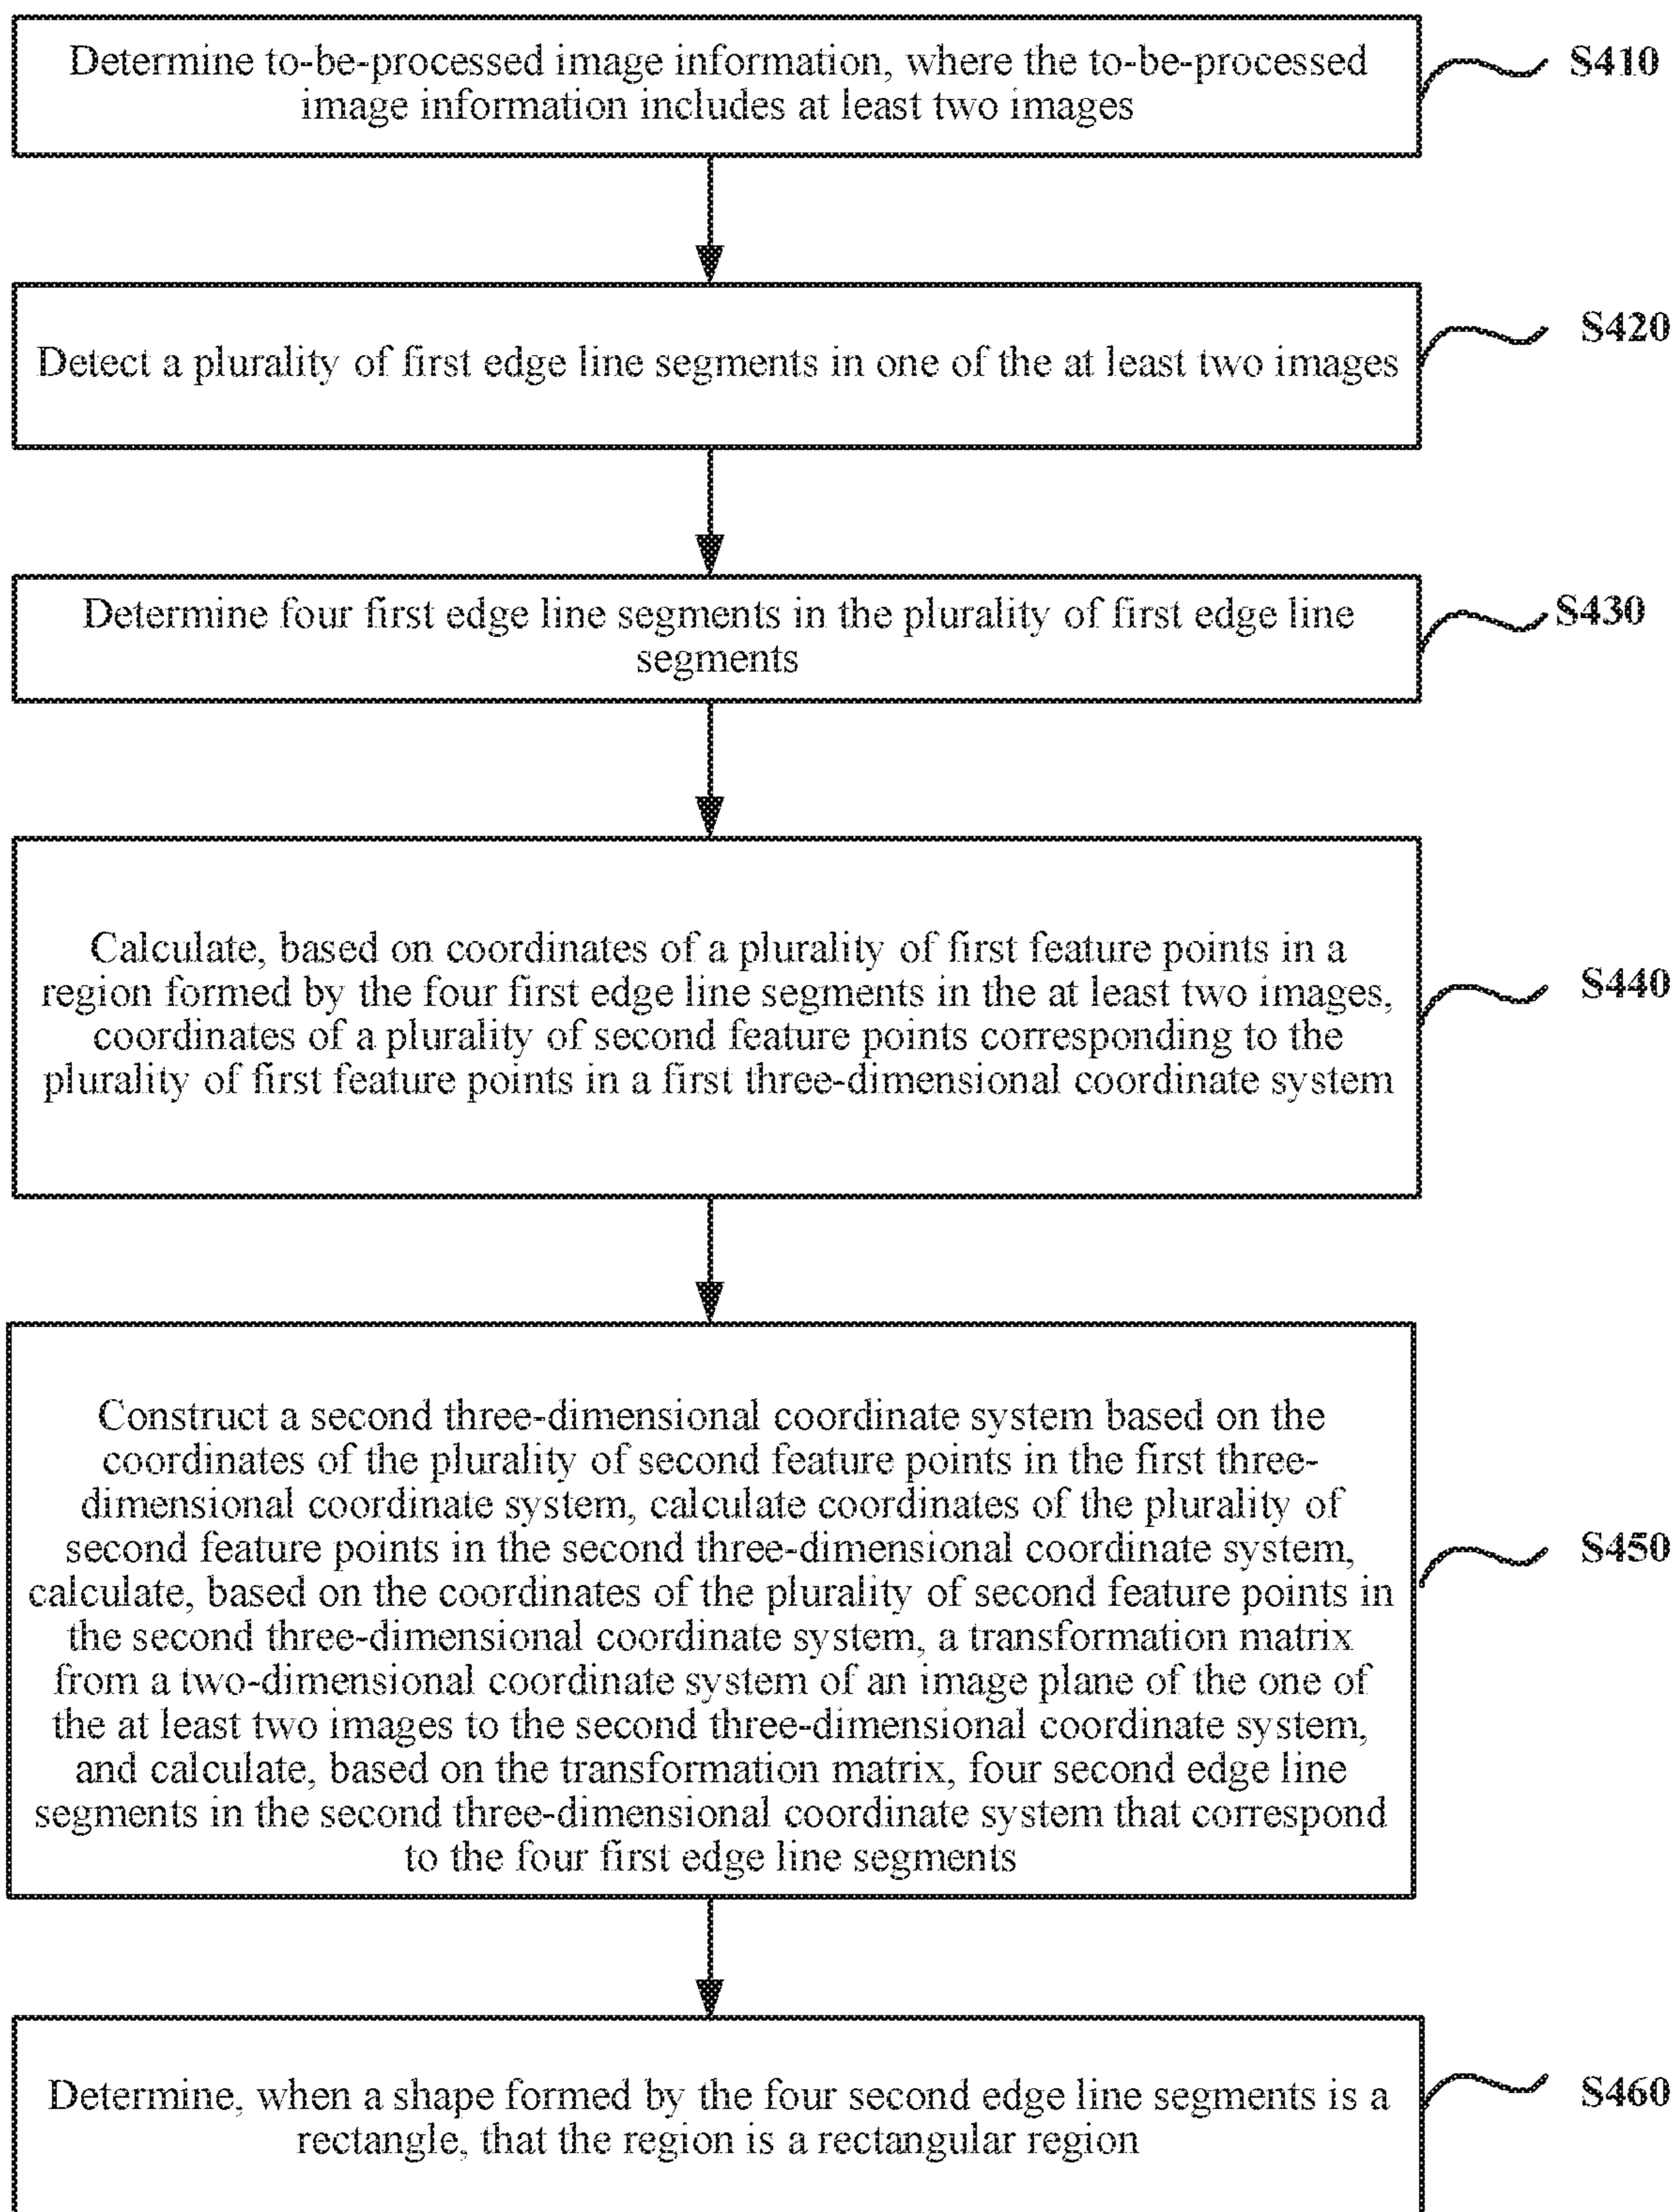 Determine to-be-processed image information, where the to-be-processed
image information includes at least two images
S410
Detect a plurality of first edge line segments in one of the at least two images
S420
Determine four first edge line segments in the plurality of first edge line
segments
S430
Calculate, based on coordinates of a plurality of first feature points in a
region formed by the four first edge line segments in the at least two images,
coordinates of a plurality of second feature points corresponding to the
plurality of first feature points in a first three-dimensional coordinate system
S440
Construct a second three-dimensional coordinate system based on the
coordinates of the plurality of second feature points in the first three-
dimensional coordinate system, calculate coordinates of the plurality of
second feature points in the second three-dimensional coordinate system,
calculate, based on the coordinates of the plurality of second feature points in
the second three-dimensional coordinate system, a transformation matrix
from a two-dimensional coordinate system of an image plane of the one of
the at least two images to the second three-dimensional coordinate system,
and calculate, based on the transformation matrix, four second edge line
segments in the second three-dimensional coordinate system that correspond
to the four first edge line segments
S450
Determine, when a shape formed by the four second edge line segments is a
rectangle, that the region is a rectangular region
S460